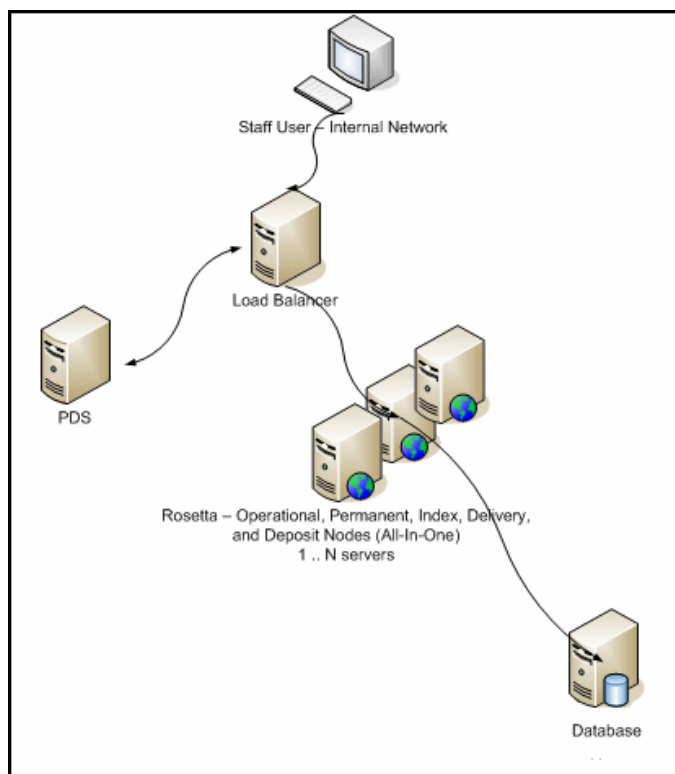 Staff User – Internal Network
Load Balancer
PDS
Rosetta – Operational, Permanent, Index, Delivery,
and Deposit Nodes (All-In-One)
1 .. N servers
Database
. .